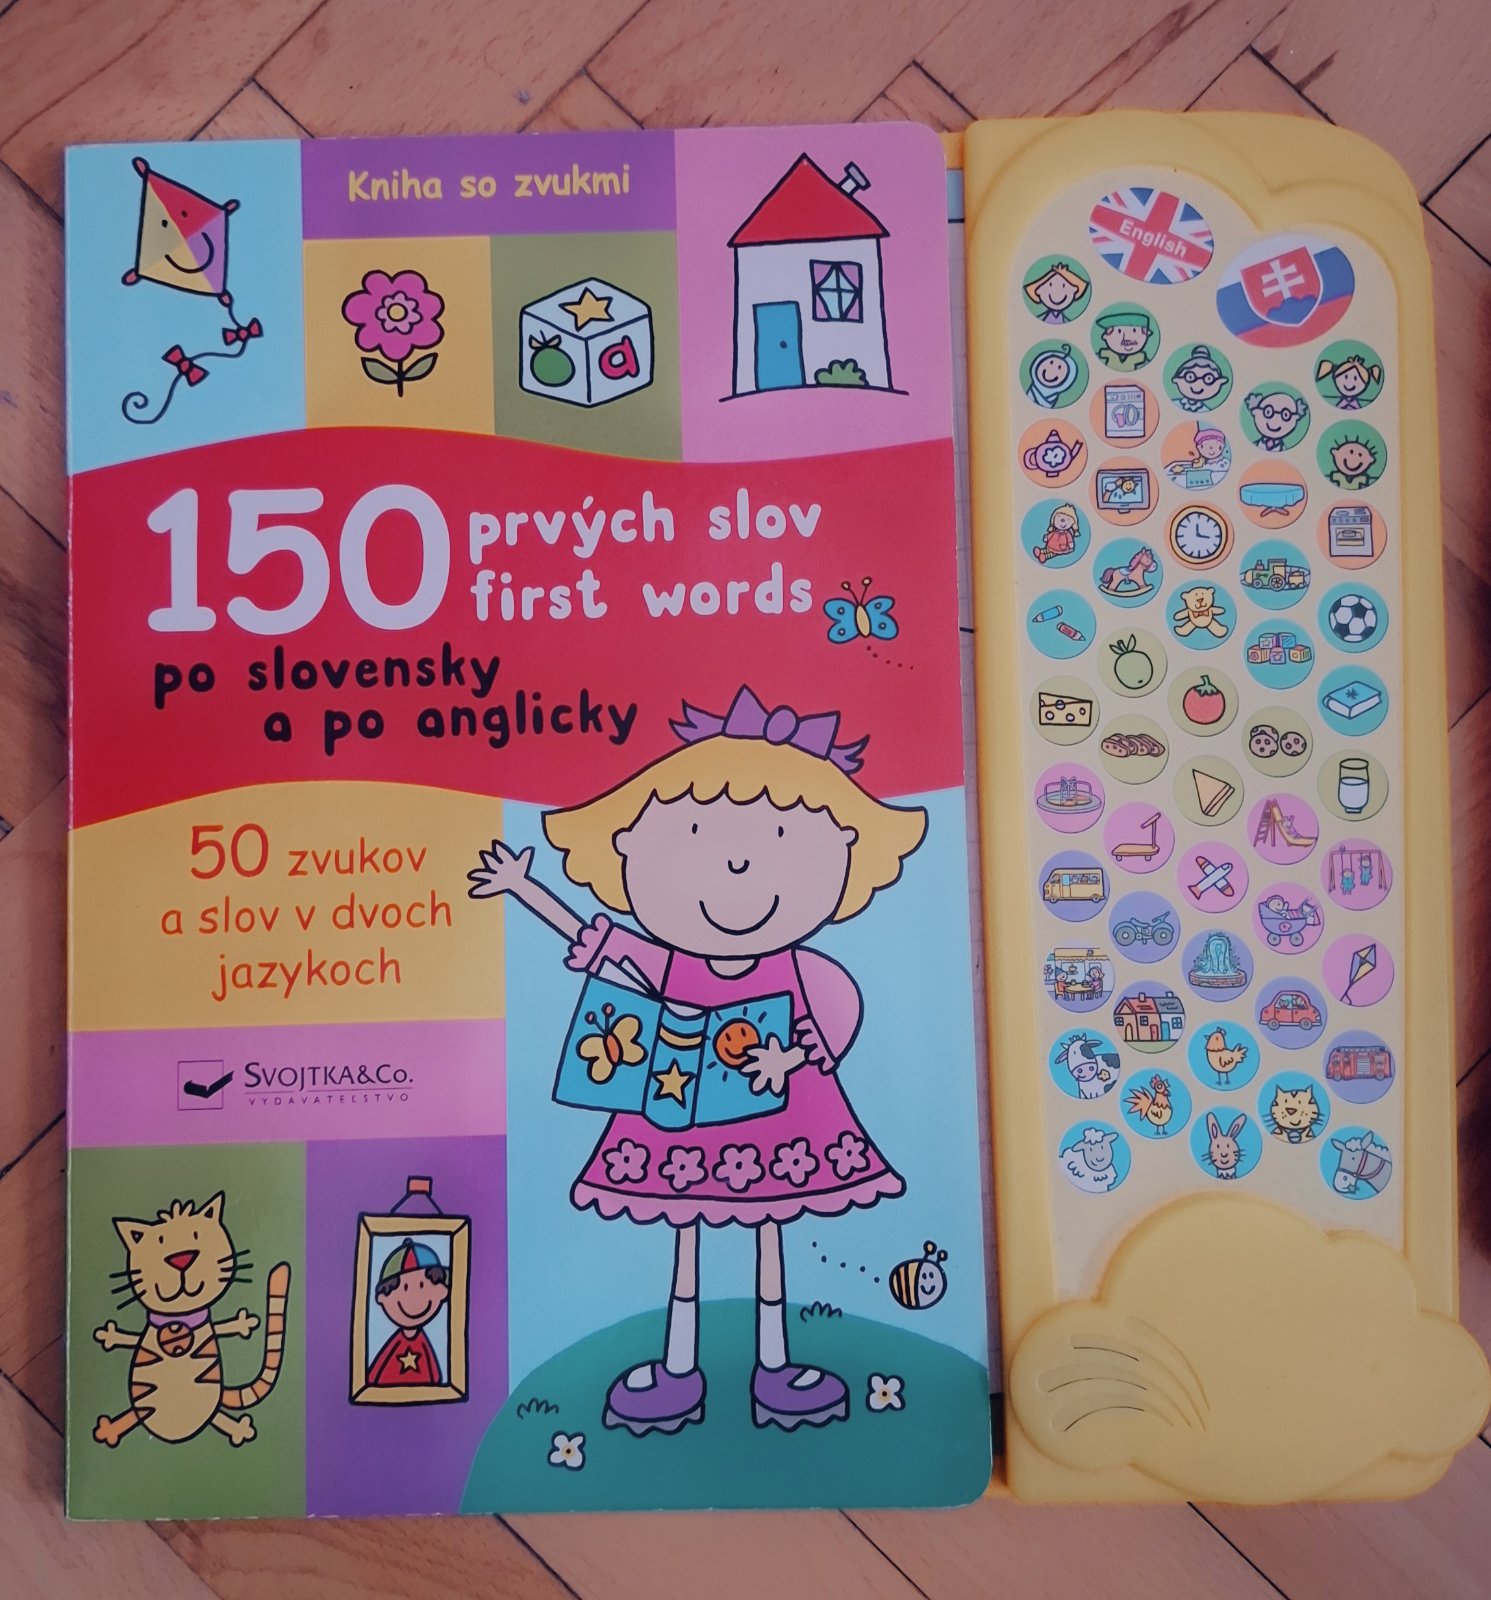 Kniha so zvukmi
a
150 prvých slov
first words
po slovensky
a po anglicky
50 zvukov
a slov v dvoch
jazykoch
SVOJTKA&CO.
VYDAVATEĽSTVO
English